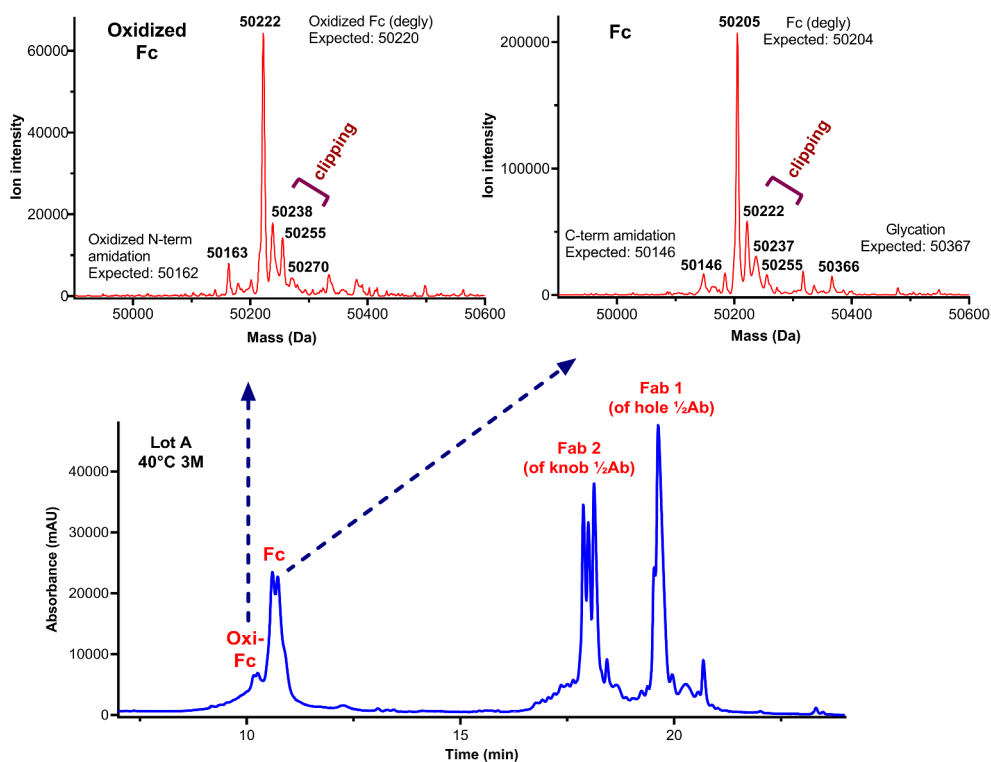 Oxidized
Fc
50222
Oxidized Fc (degly)
Expected: 50220
clipping
50238
50255
50270
50163
Oxidized N-term
amidation
Expected: 50162
Ion intensity
60000
40000
20000
0
50000
50200
50400
50600
Mass (Da)
Fc
50205
Fc (degly)
Expected: 50204
clipping
50222
50237
50255
50146
50366
C-term amidation
Expected: 50146
Glycation
Expected: 50367
Ion intensity
200000
100000
0
50000
50200
50400
50600
Mass (Da)
Lot A
40°C 3M
Oxi-
Fc
Fc
Fab 2
(of knob ½Ab)
Fab 1
(of hole ½Ab)
Absorbance (mAU)
40000
30000
20000
10000
0
10
15
20
Time (min)